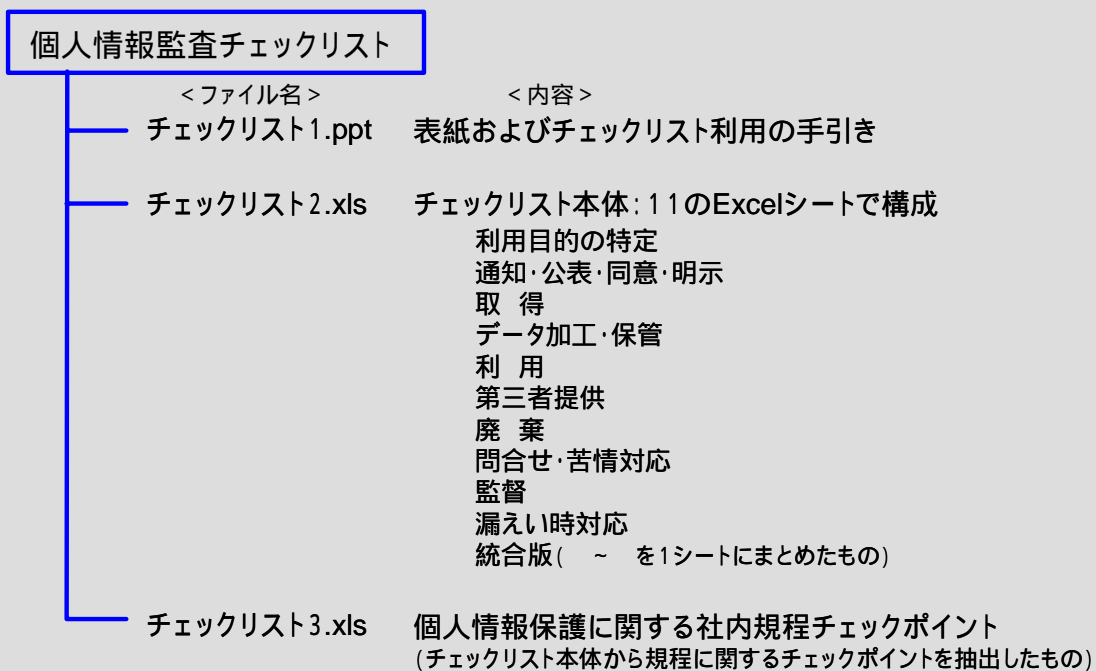 個人情報監査チェックリスト
<ファイル名> <内容>
チェックリスト1.ppt 表紙およびチェックリスト利用の手引き
チェックリスト2.xls チェックリスト本体:11のExcelシートで構成
利用目的の特定
通知・公表・同意・明示
取 得
データ加工・保管
利 用
第三者提供
廃 棄
問合せ・苦情対応
監督
漏えい時対応
統合版( ~ を1シートにまとめたもの)
チェックリスト3.xls 個人情報保護に関する社内規程チェックポイント
(チェックリスト本体から規程に関するチェックポイントを抽出したもの)